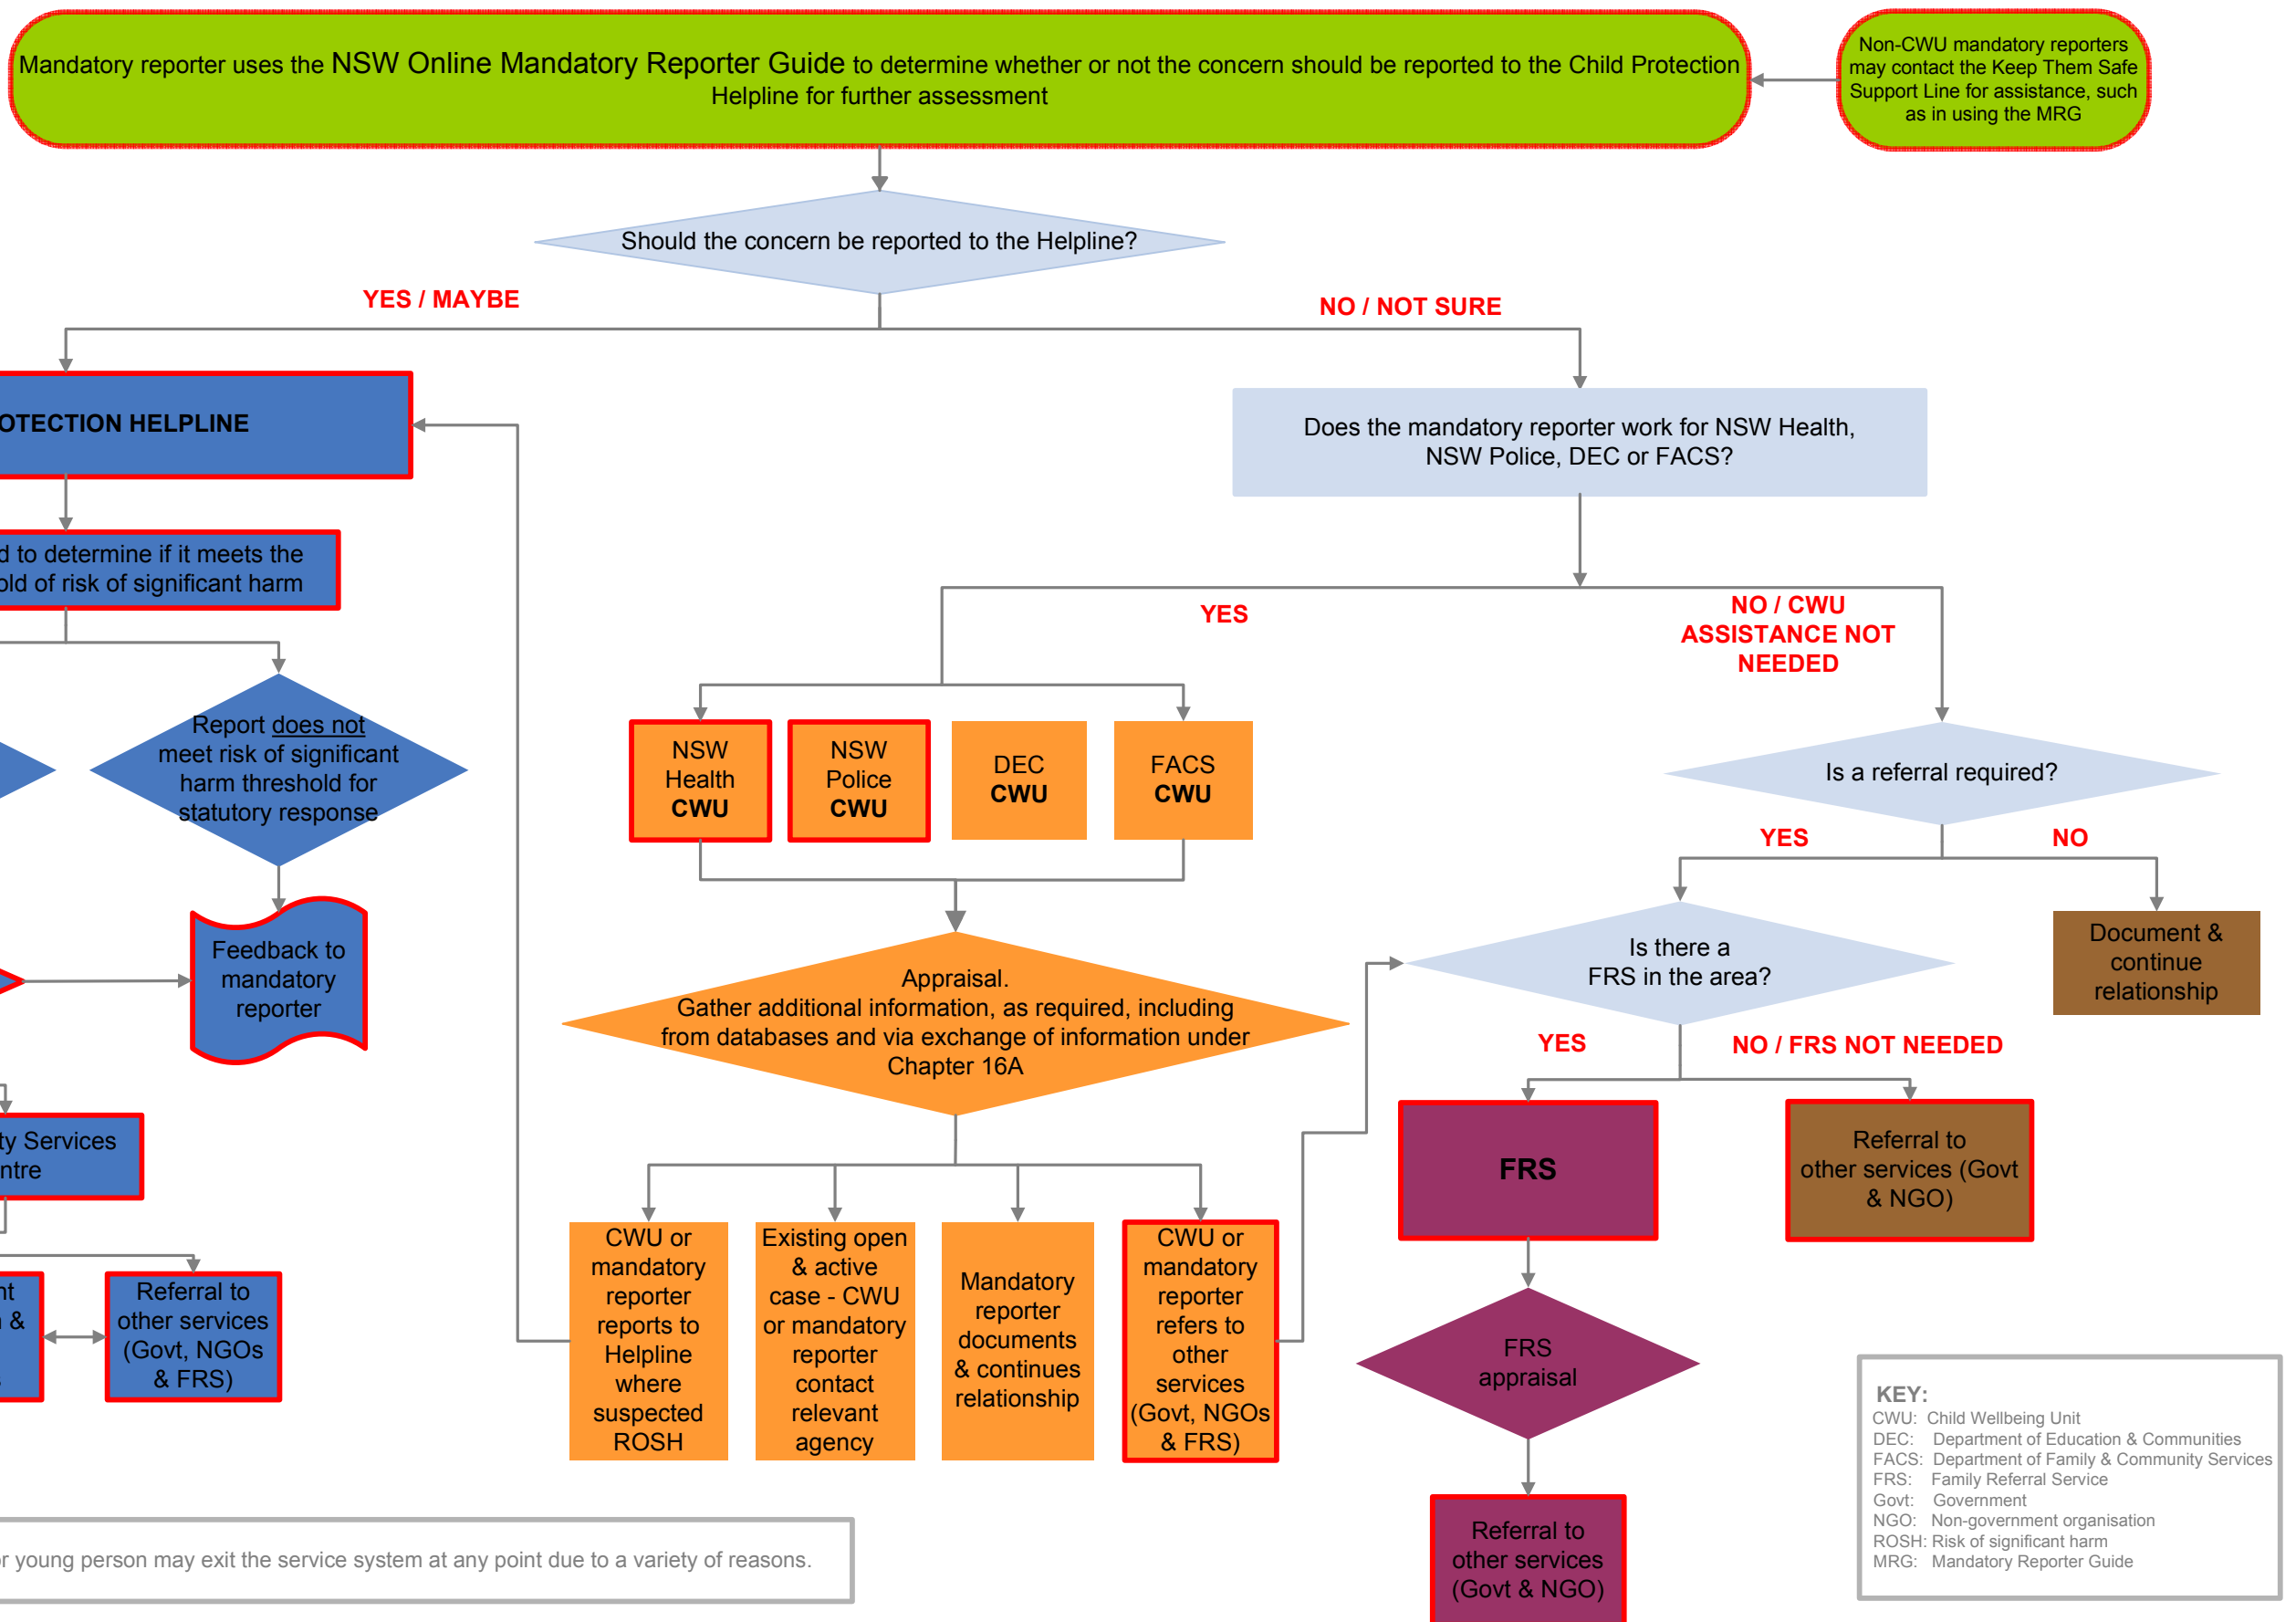 Mandatory reporter uses the NSW Online Mandatory Reporter Guide to determine whether or not the concern should be reported to the Child Protection
Helpline for further assessment
Non-CWU mandatory reporters
may contact the Keep Them Safe
Support Line for assistance, such
as in using the MRG
Should the concern be reported to the Helpline?
YES / MAYBE
NO / NOT SURE
OTECTION HELPLINE
Does the mandatory reporter work for NSW Health,
NSW Police, DEC or FACS?
d to determine if it meets the
old of risk of significant harm
YES
NO / CWU
ASSISTANCE NOT
NEEDED
Report does not
meet risk of significant
harm threshold for
statutory response
NSW
Health
CWU
NSW
Police
CWU
DEC
CWU
FACS
CWU
Is a referral required?
YES
NO
Feedback to
mandatory
reporter
Appraisal.
Gather additional information, as required, including
from databases and via exchange of information under
Chapter 16A
Is there a
FRS in the area?
Document &
continue
relationship
YES
NO / FRS NOT NEEDED
ty Services
ntre
FRS
Referral to
other services (Govt
& NGO)
nt
n &
s
Referral to
other services
(Govt, NGOs
& FRS)
CWU or
mandatory
reporter
reports to
Helpline
where
suspected
ROSH
Existing open
& active
case - CWU
or mandatory
reporter
contact
relevant
agency
Mandatory
reporter
documents
& continues
relationship
CWU or
mandatory
reporter
refers to
other
services
(Govt, NGOs
& FRS)
FRS
appraisal
Referral to
other services
(Govt & NGO)
KEY:
CWU: Child Wellbeing Unit
DEC: Department of Education & Communities
FACS: Department of Family & Community Services
FRS: Family Referral Service
Govt: Government
NGO: Non-government organisation
ROSH: Risk of significant harm
MRG: Mandatory Reporter Guide
or young person may exit the service system at any point due to a variety of reasons.